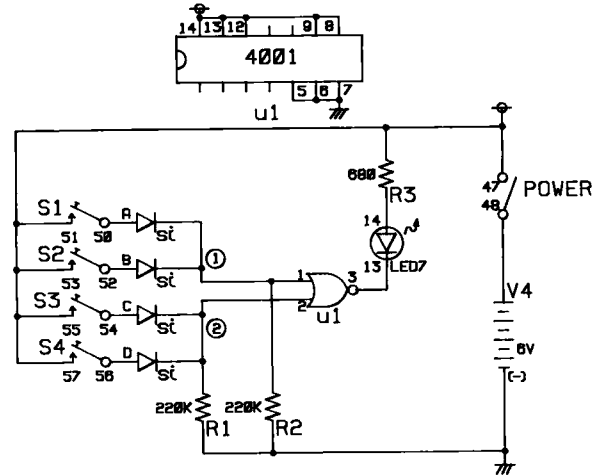 14 13 12 9 8
4001
5 6 7
u1
680
R3
47
48
POWER
S1 A
51 50 Si
1
14
S2 B
53 52 Si
13 LED7
1
3
2
u1
V4
S3 C
55 54 Si
2
6V
S4 D
57 56 Si
(-)
220K R1
220K R2